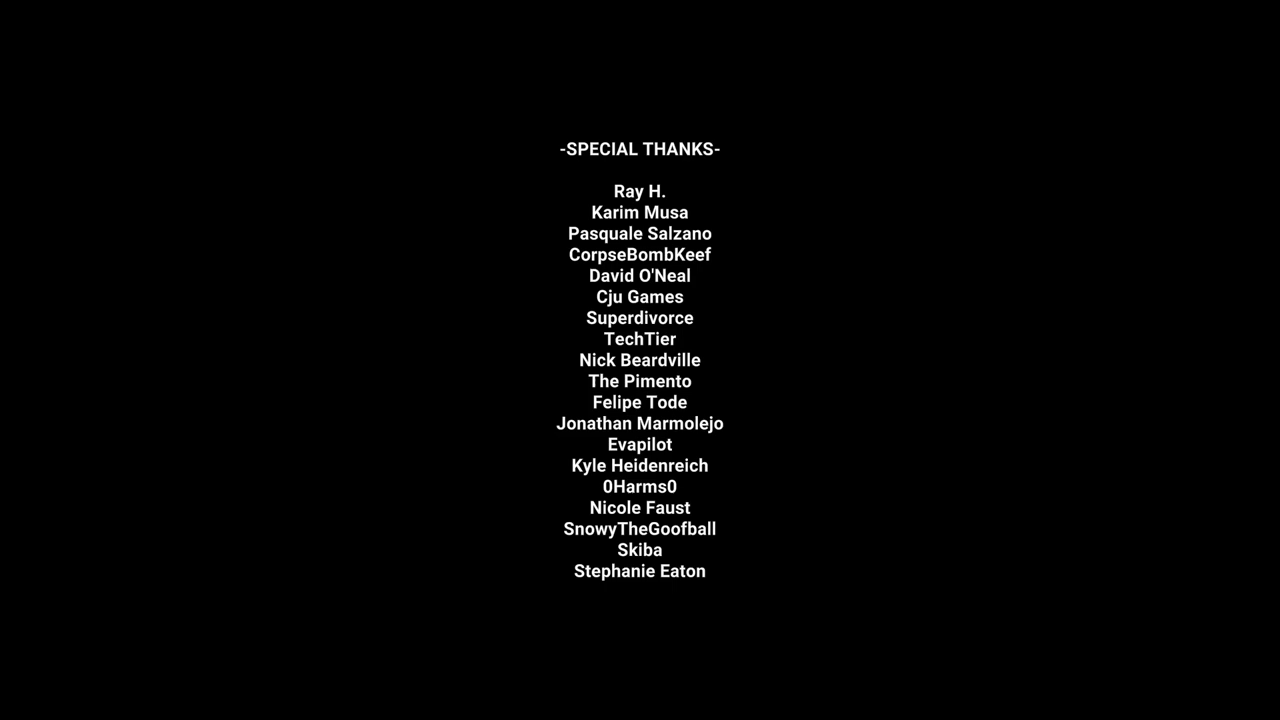 -SPECIAL THANKS-
Ray H.
Karim Musa
Pasquale Salzano
CorpseBombKeef
David O'Neal
Cju Games
Superdivorce
TechTier
Nick Beardville
The Pimento
Felipe Tode
Jonathan Marmolejo
Evapilot
Kyle Heidenreich
0Harms0
Nicole Faust
SnowyTheGoofball
Skiba
Stephanie Eaton